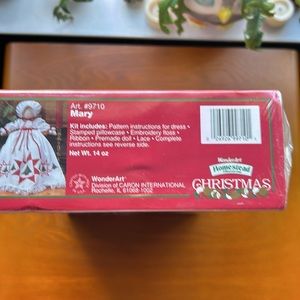 Art. #9710
Mary
Kit includes: Pattern instructions for dress •
Stamped pillowcase • Embroidery floss •
Ribbon • Premade doll • Lace • Complete
instructions see reverse side.
Net Wt. 14 oz
WonderArt®
Division of CARON INTERNATIONAL
Rochelle, IL 61068-1002
WonderArt
Homestead
CHRISTMAS